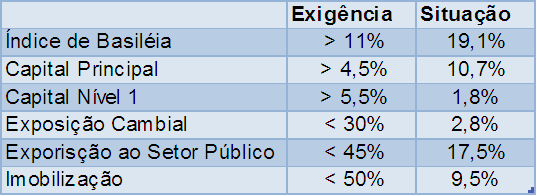 Exigência Situação
Índice de Basiléia > 11% 19,1%
Capital Principal > 4,5% 10,7%
Capital Nível 1 > 5,5% 1,8%
Exposição Cambial < 30% 2,8%
Exporisção ao Setor Público < 45% 17,5%
Imobilização < 50% 9,5%